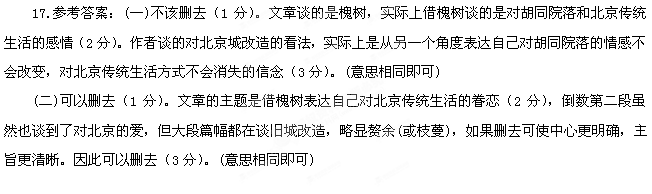 17.参考答案：(一)不该删去（1 分）。文章谈的是槐树，实际上借槐树谈的是对胡同院落和北京传统
生活的感情（2 分）。作者谈的对北京城改造的看法，实际上是从另一个角度表达自己对胡同院落的情感不
会改变，对北京传统生活方式不会消失的信念（3 分）。(意思相同即可)
(二)可以删去（1 分）。文章的主题是借槐树表达自己对北京传统生活的眷恋（2 分），倒数第二段虽
然也谈到了对北京的爱，但大段篇幅都在谈旧城改造，略显赘余(或枝蔓)，如果删去可使中心更明确，主
旨更清晰。因此可以删去（3 分）。(意思相同即可)